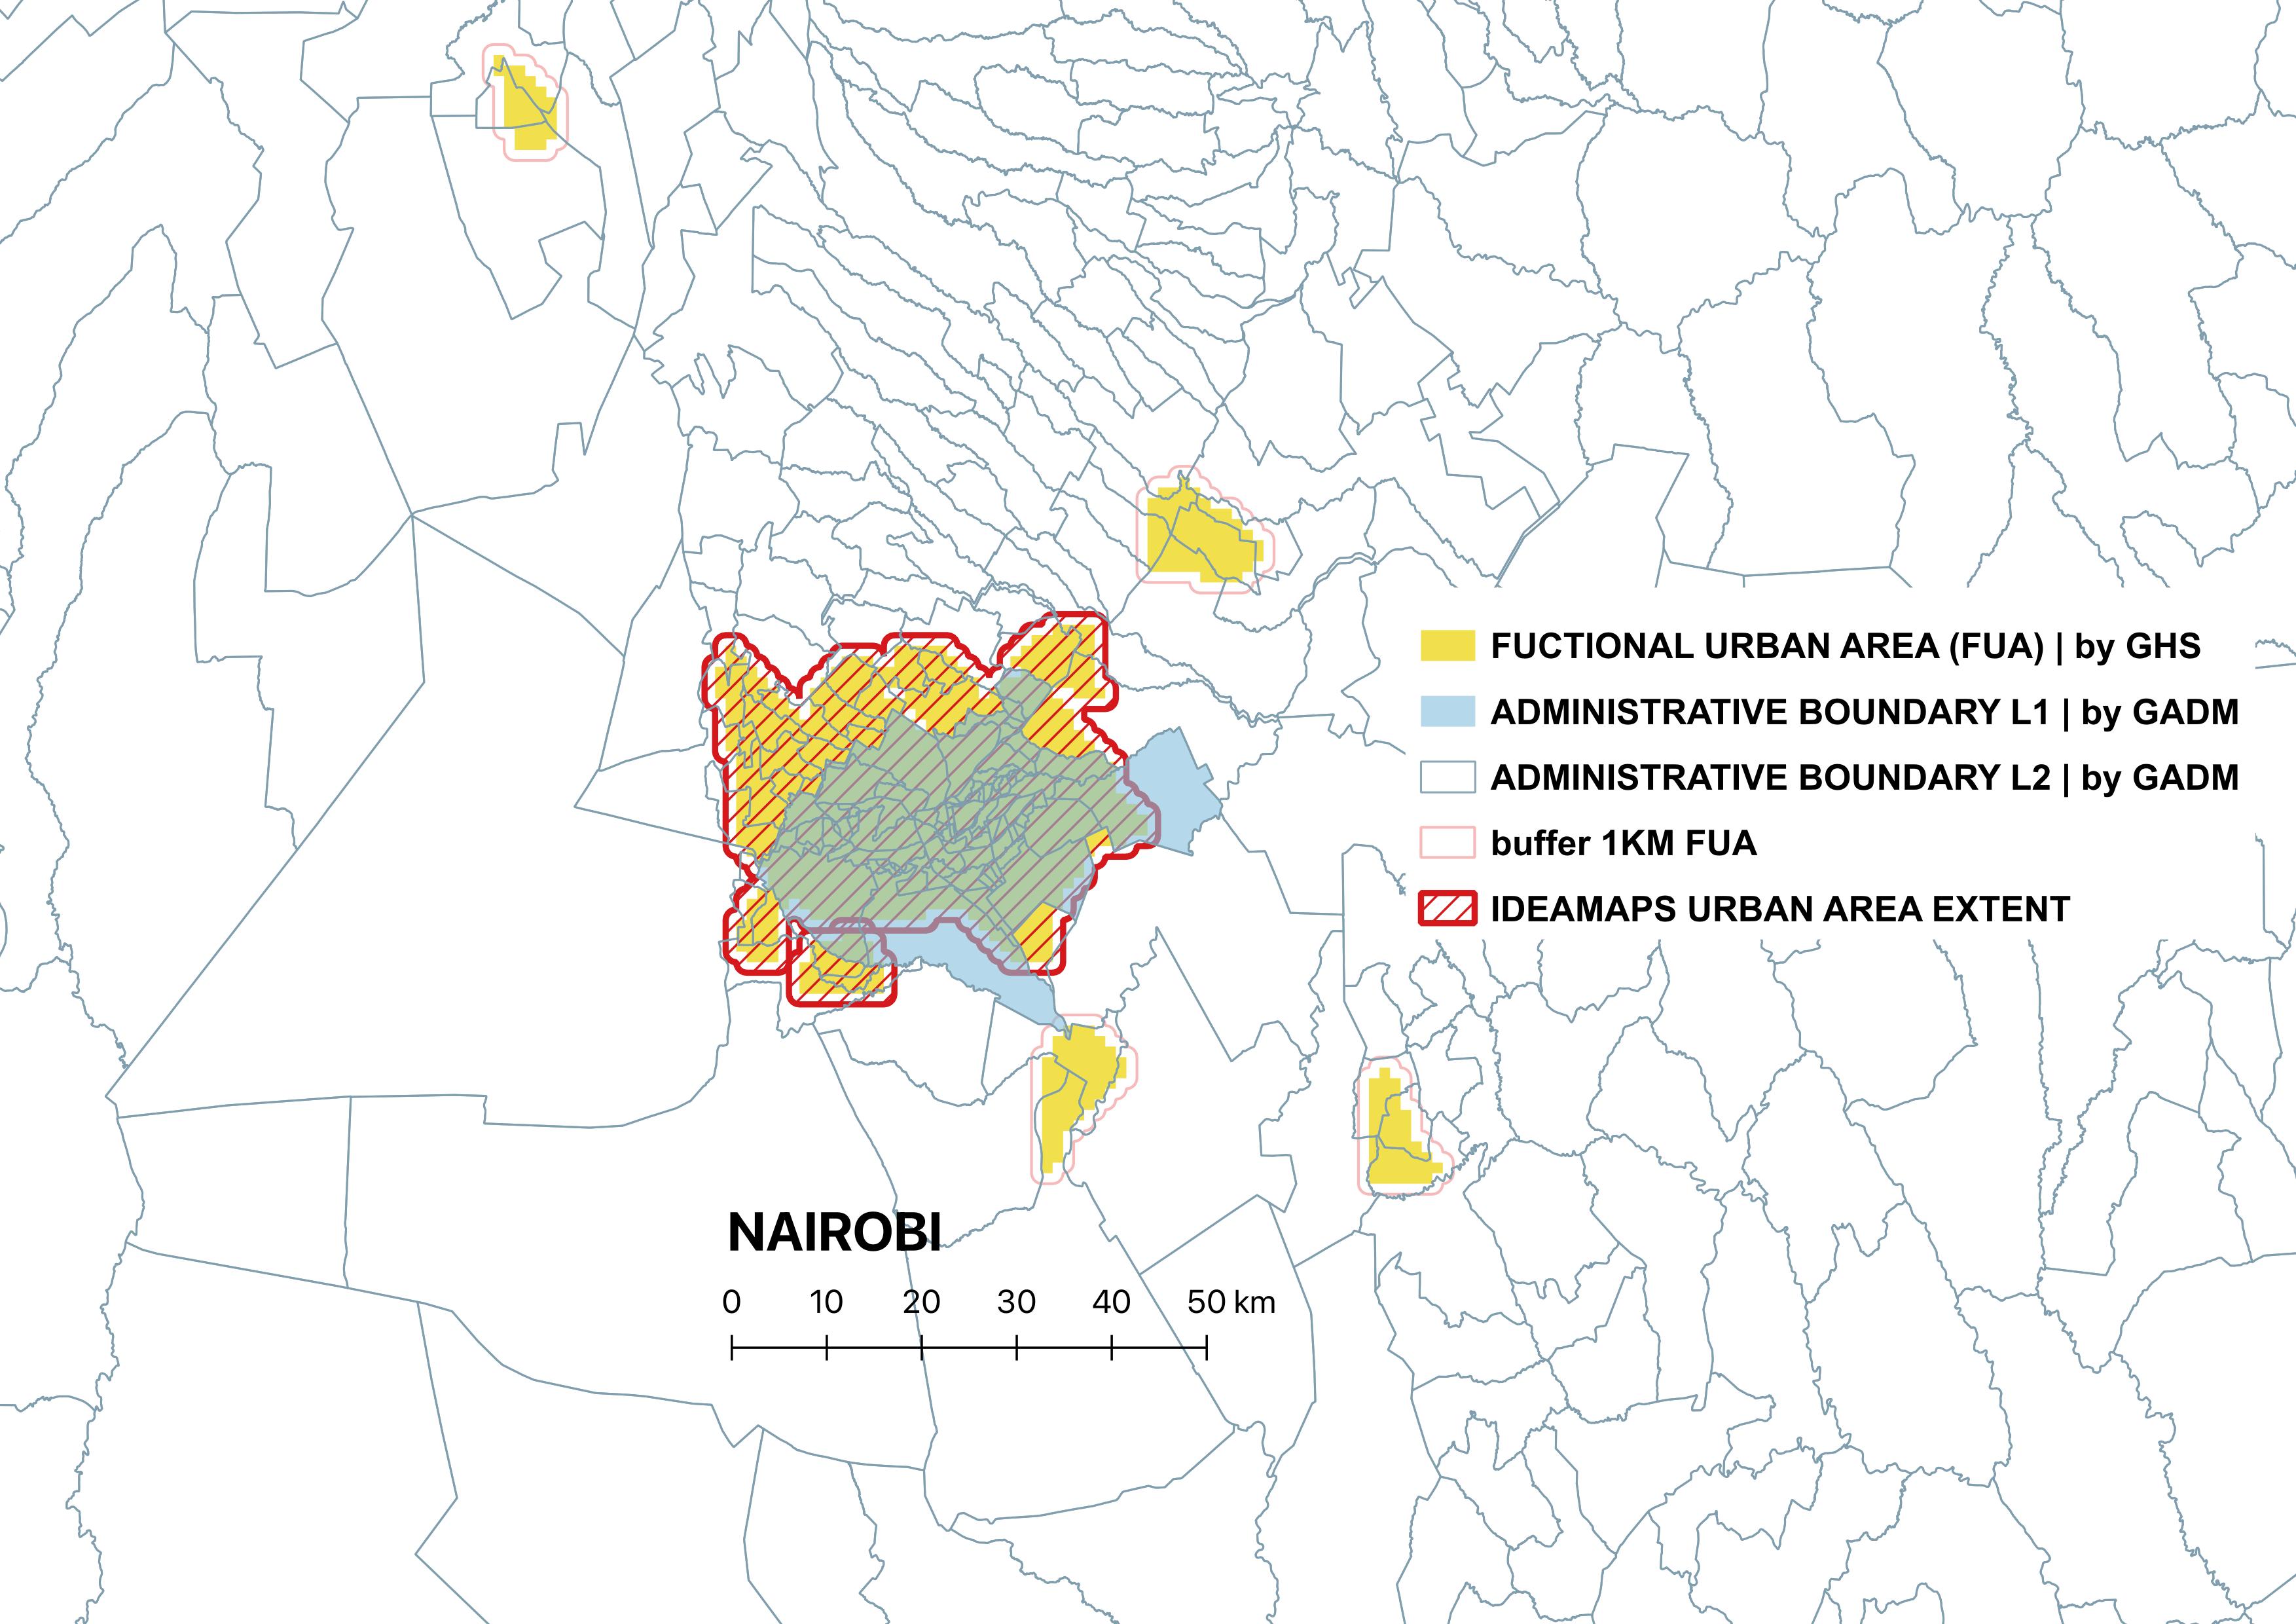 FUCTIONAL URBAN AREA (FUA) | by GHS
ADMINISTRATIVE BOUNDARY L1 | by GADM
ADMINISTRATIVE BOUNDARY L2 | by GADM
buffer 1KM FUA
IDEAMAPS URBAN AREA EXTENT
NAIROBI
0 10 20 30 40 50 km